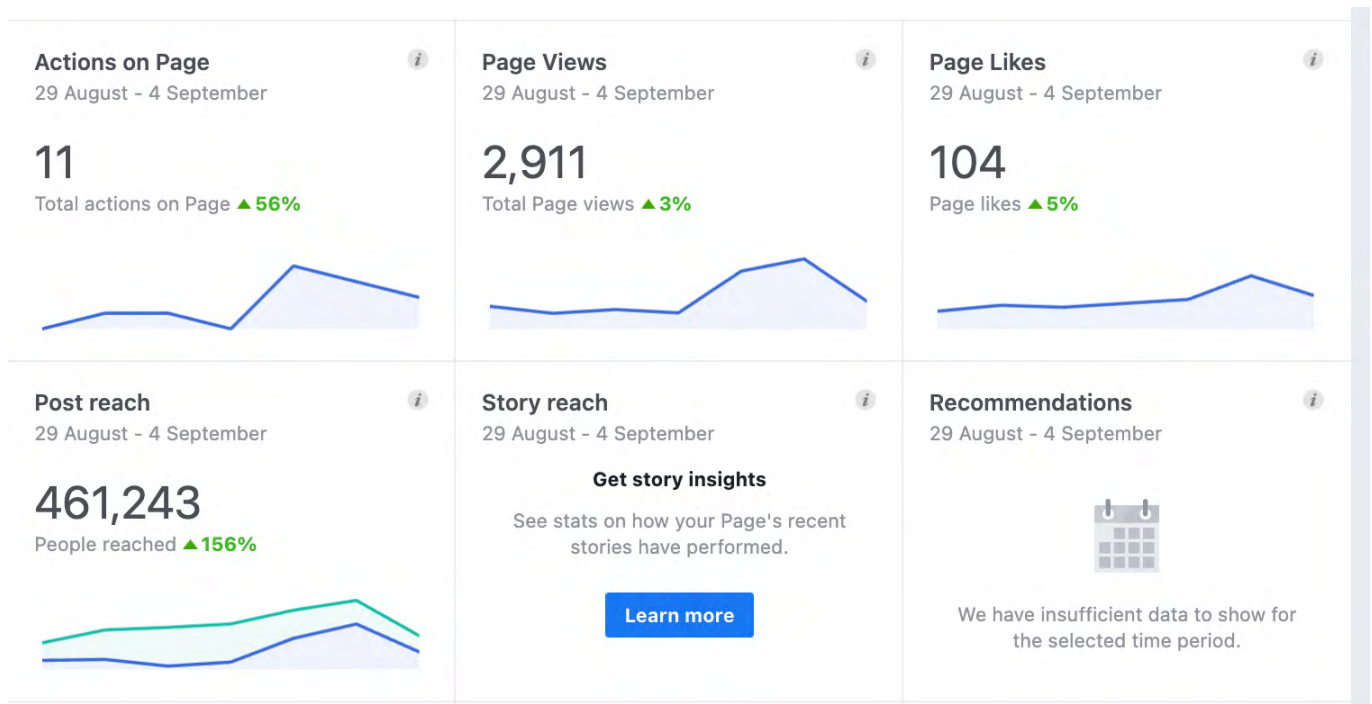 Actions on Page
29 August - 4 September
11
Total actions on Page ▲ 56%
Page Views
29 August - 4 September
2,911
Total Page views ▲ 3%
Page Likes
29 August - 4 September
104
Page likes ▲ 5%
Post reach
29 August - 4 September
461,243
People reached ▲ 156%
Story reach
29 August - 4 September
Get story insights
See stats on how your Page's recent
stories have performed.
Learn more
Recommendations
29 August - 4 September
We have insufficient data to show for
the selected time period.